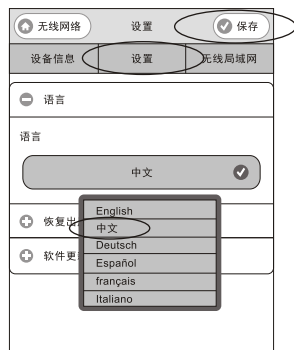 无线网络 设置 保存
设备信息 设置 无线局域网
语言
语言
中文
恢复出
软件更
English
中文
Deutsch
Español
français
Italiano